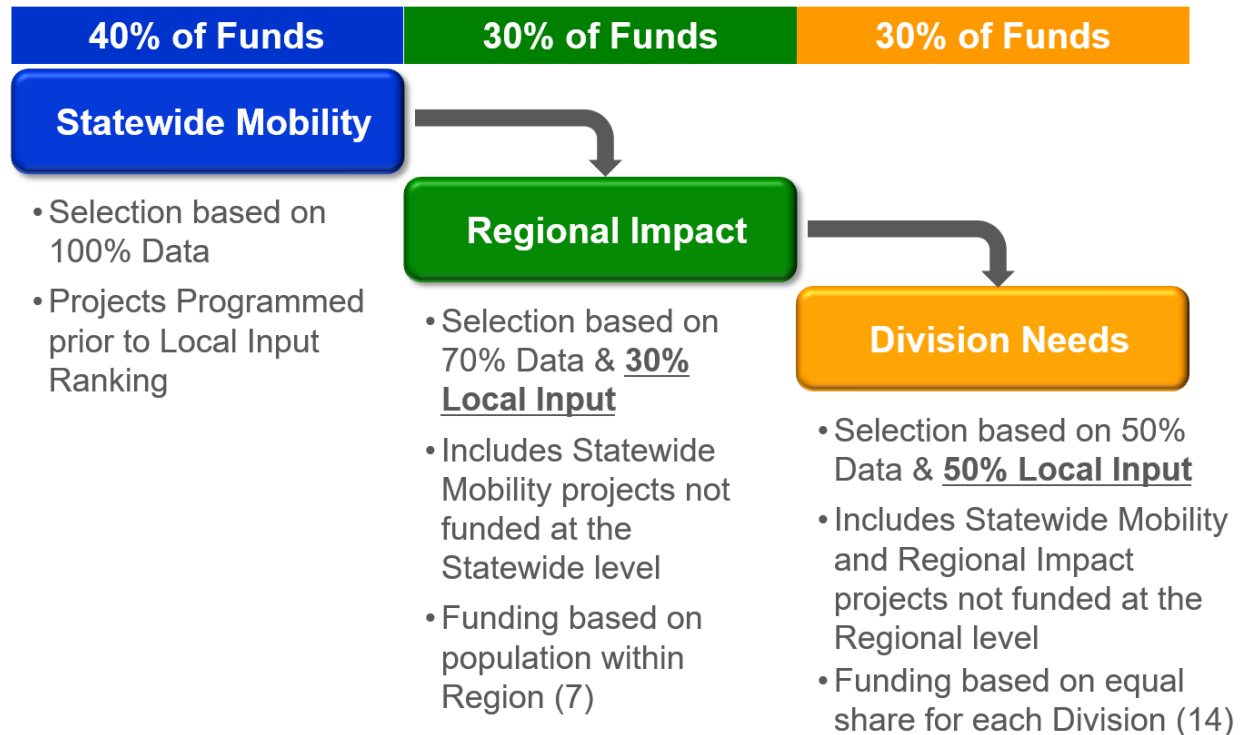 40% of Funds
30% of Funds
30% of Funds
Statewide Mobility
• Selection based on
100% Data
• Projects Programmed
prior to Local Input
Ranking
Regional Impact
• Selection based on
70% Data & 30%
Local Input
• Includes Statewide
Mobility projects not
funded at the
Statewide level
• Funding based on
population within
Region (7)
Division Needs
• Selection based on 50%
Data & 50% Local Input
• Includes Statewide Mobility
and Regional Impact
projects not funded at the
Regional level
• Funding based on equal
share for each Division (14)